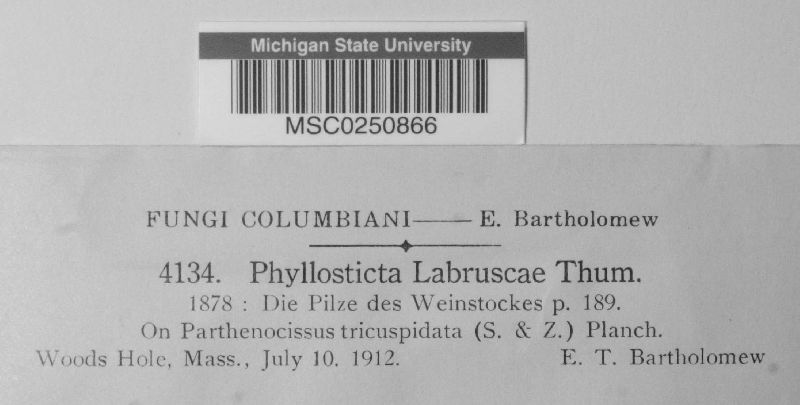 Michigan State University
MSC0250866
FUNGI COLUMBIANI—— E. Bartholomew
4134. Phyllosticta Labruscae Thum.
1878 : Die Pilze des Weinstockes p. 189.
On Parthenocissus tricuspidata (S. & Z.) Planch.
Woods Hole, Mass., July 10. 1912. E. T. Bartholomew